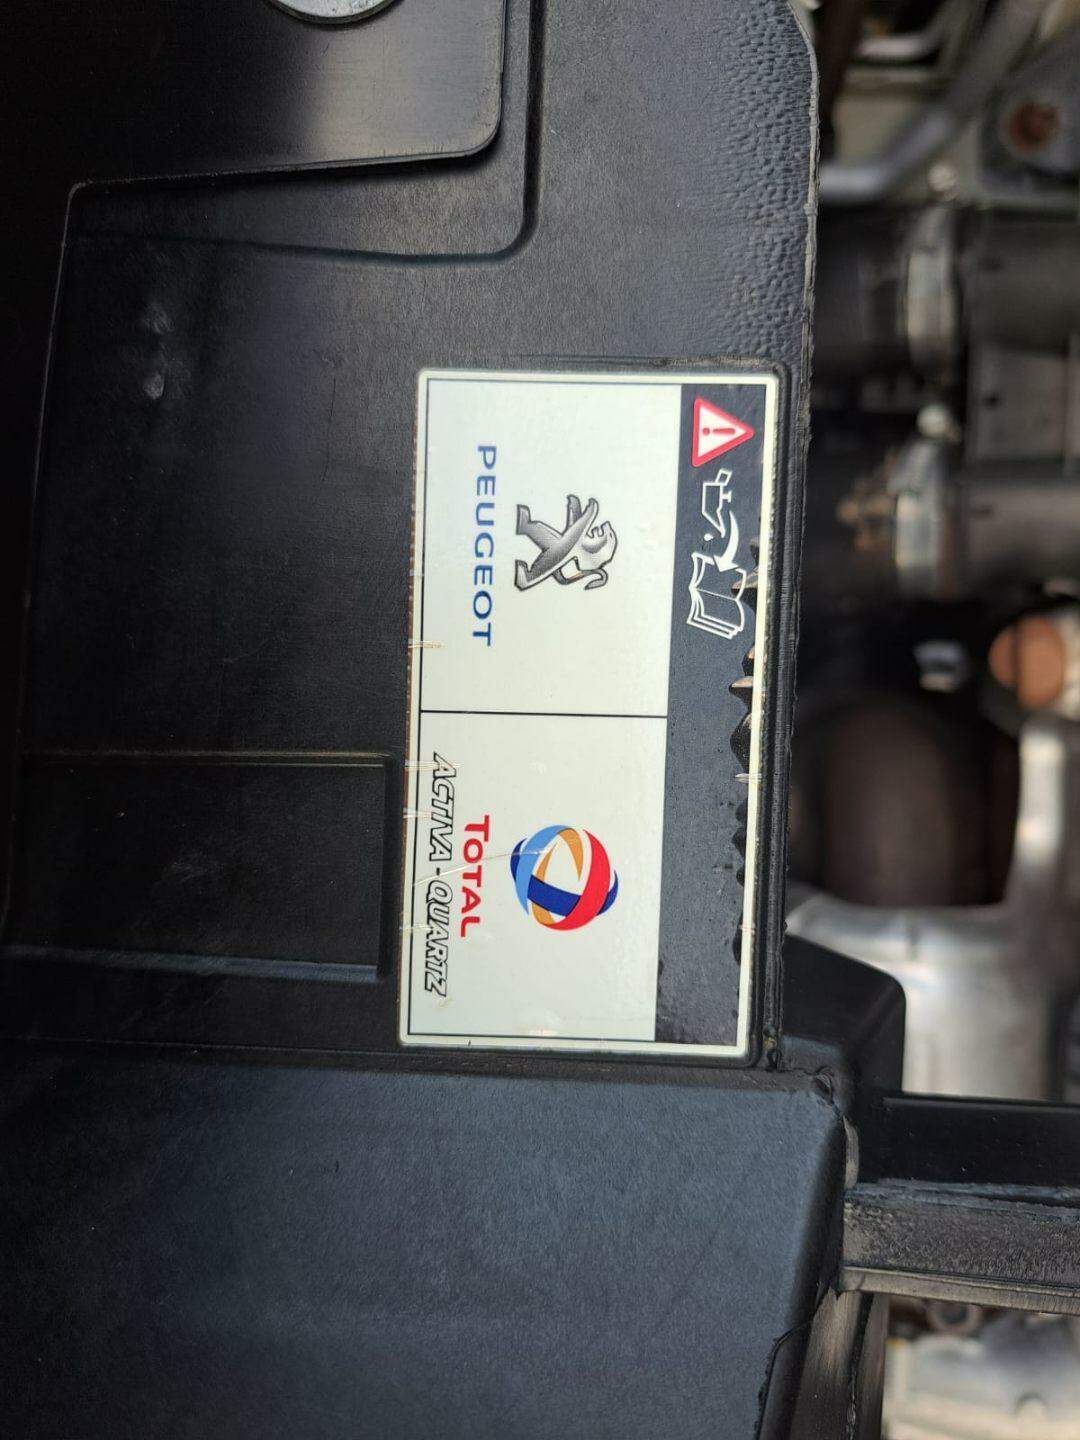 PEUGEOT
TOTAL
ACTIVA - QUARTZ